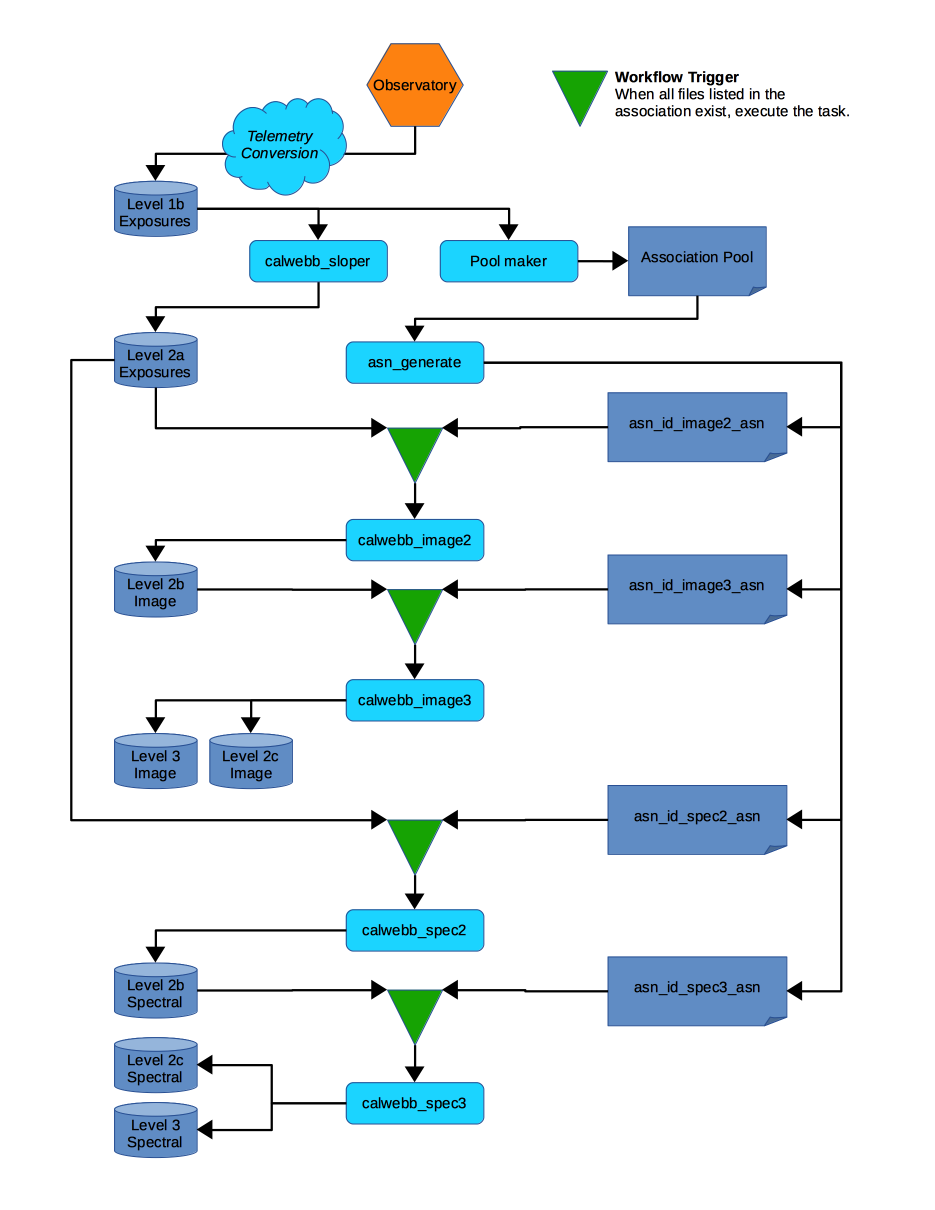 Observatory
Workflow Trigger
When all files listed in the
association exist, execute the task.
Telemetry
Conversion
Level 1b
Exposures
calwebb_sloper
Pool maker
Association Pool
Level 2a
Exposures
asn_generate
asn_id_image2_asn
calwebb_image2
Level 2b
Image
asn_id_image3_asn
calwebb_image3
Level 3
Image
Level 2c
Image
asn_id_spec2_asn
calwebb_spec2
Level 2b
Spectral
asn_id_spec3_asn
Level 2c
Spectral
calwebb_spec3
Level 3
Spectral